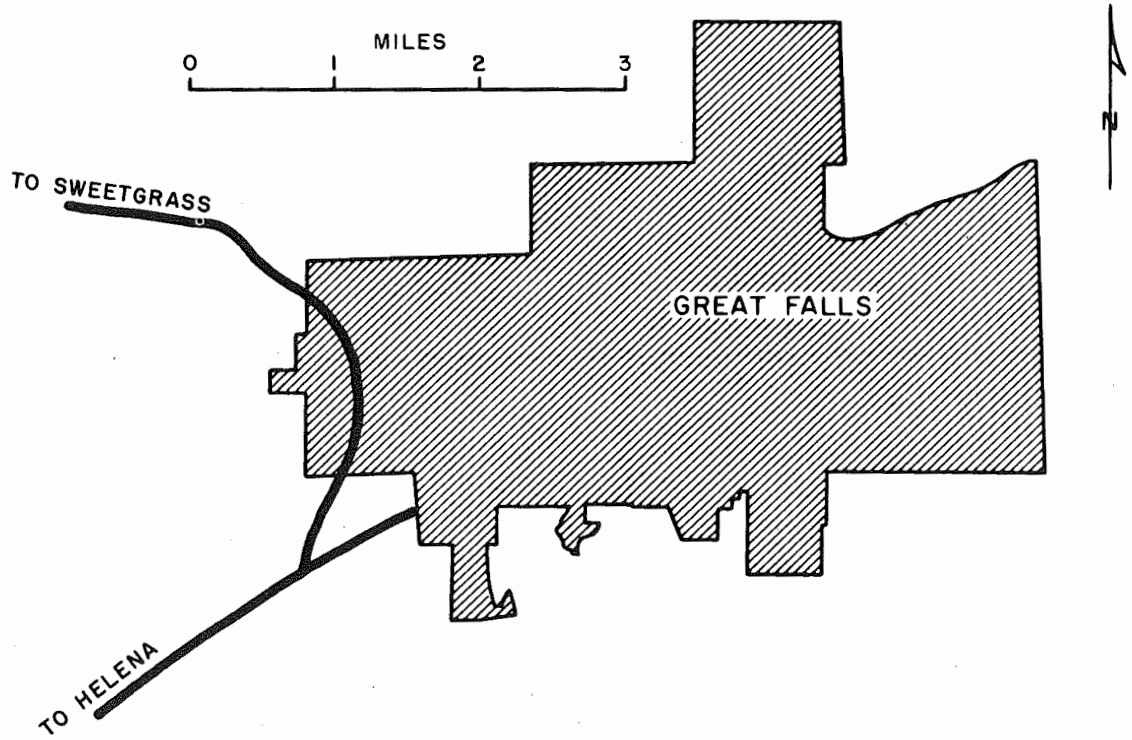 MILES
0 1 2 3
N
TO SWEETGRASS
GREAT FALLS
TO HELENA